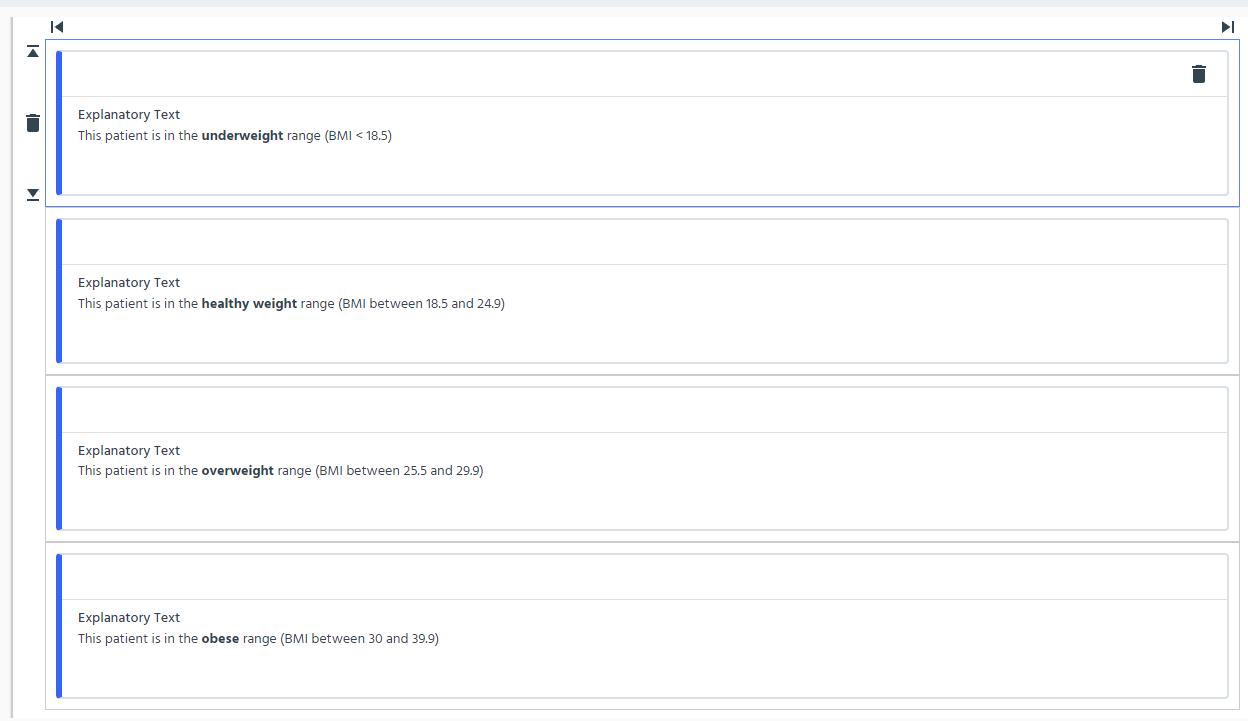 Explanatory Text
This patient is in the underweight range (BMI < 18.5)
Explanatory Text
This patient is in the healthy weight range (BMI between 18.5 and 24.9)
Explanatory Text
This patient is in the overweight range (BMI between 25.5 and 29.9)
Explanatory Text
This patient is in the obese range (BMI between 30 and 39.9)